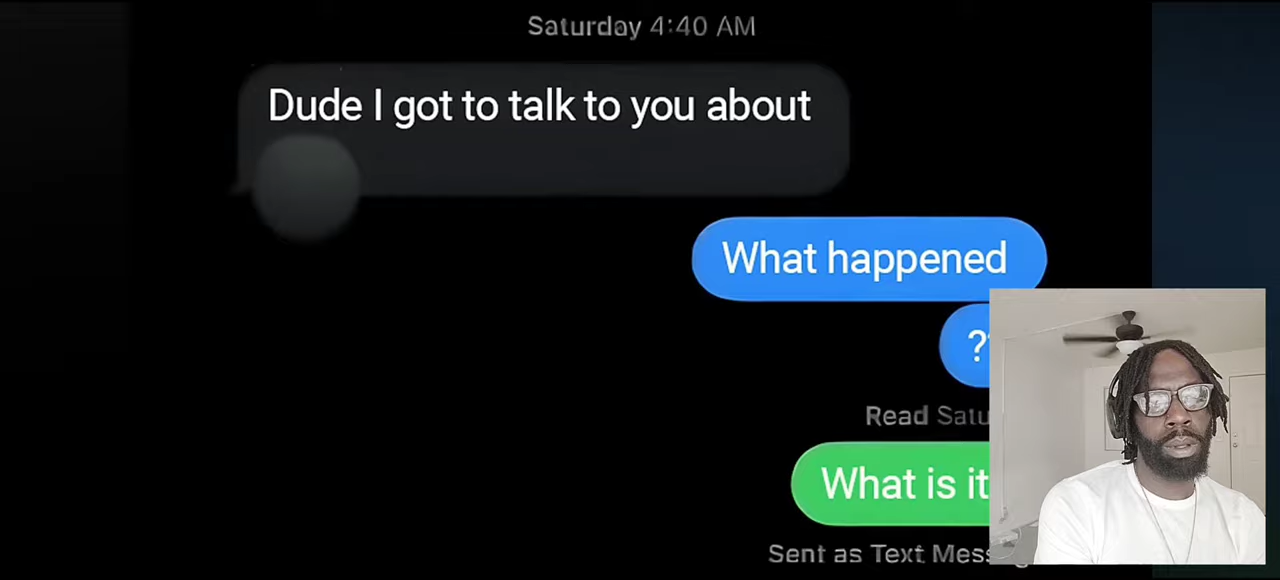 Saturday 4:40 AM
Dude I got to talk to you about
What happened
?
Read
What is it
Sent as Text